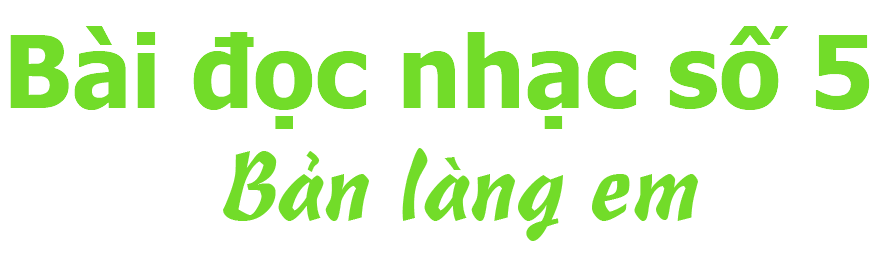 Bài đọc nhạc số 5
Bản làng em